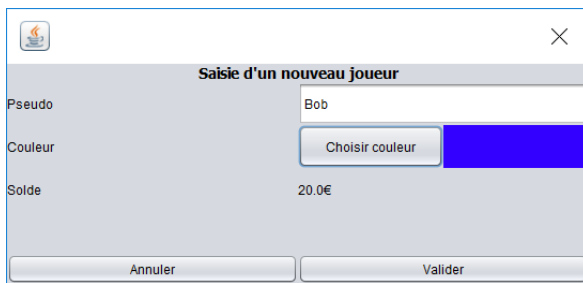 Saisie d'un nouveau joueur
Pseudo Bob
Couleur Choisir couleur
Solde 20.0€
Annuler Valider